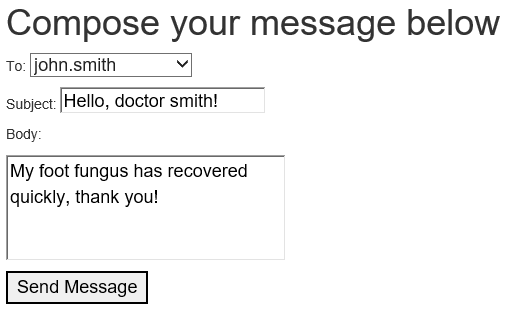 Compose your message below
To: john.smith
Subject: Hello, doctor smith!
Body:
My foot fungus has recovered
quickly, thank you!
Send Message